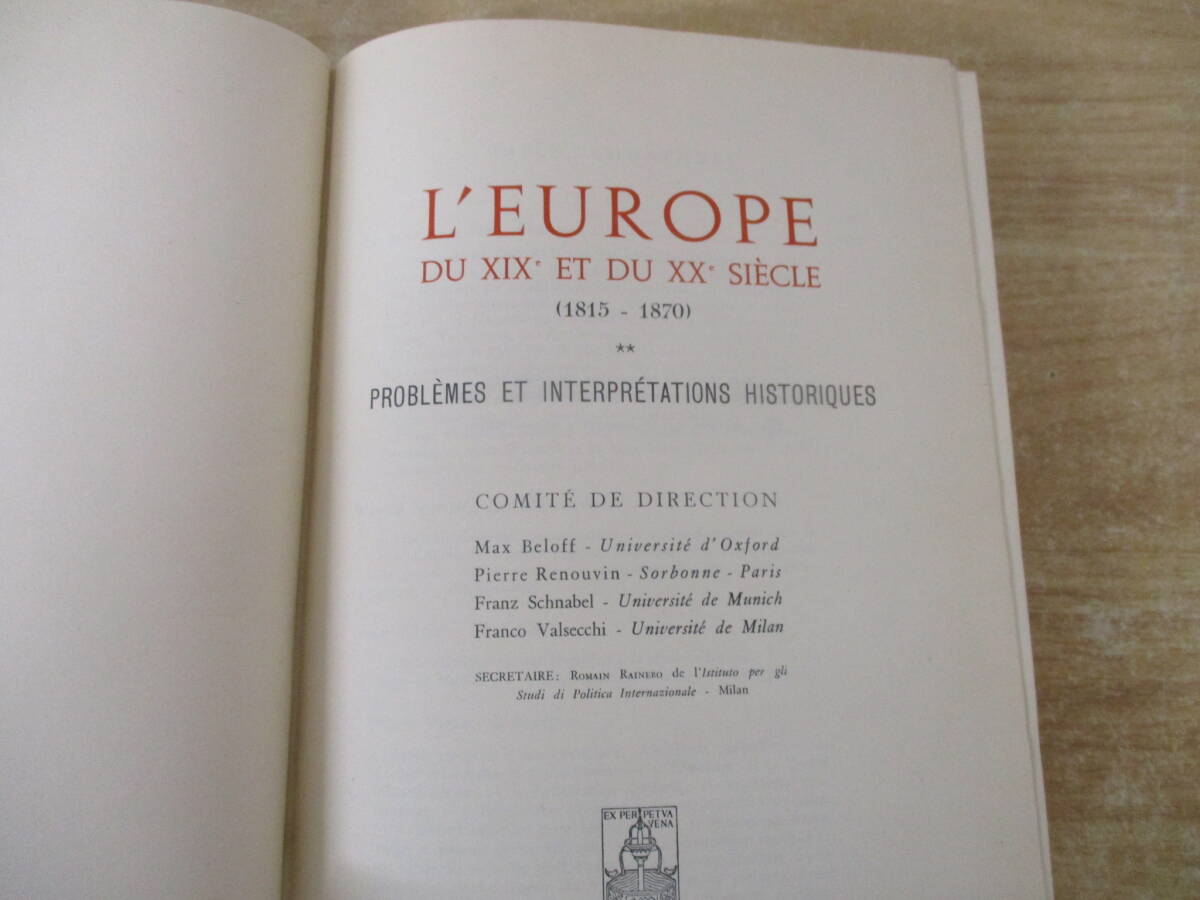 L'EUROPE
DU XIXe ET DU XXe SIÈCLE
(1815 - 1870)
**
PROBLÈMES ET INTERPRÉTATIONS HISTORIQUES
COMITÉ DE DIRECTION
Max Beloff - Université d'Oxford
Pierre Renouvin - Sorbonne - Paris
Franz Schnabel - Université de Munich
Franco Valsecchi - Université de Milan
SECRETAIRE: ROMAIN RAINERO de l'Istituto per gli
Studi di Politica Internazionale - Milan
EX PERPETVA
VENA